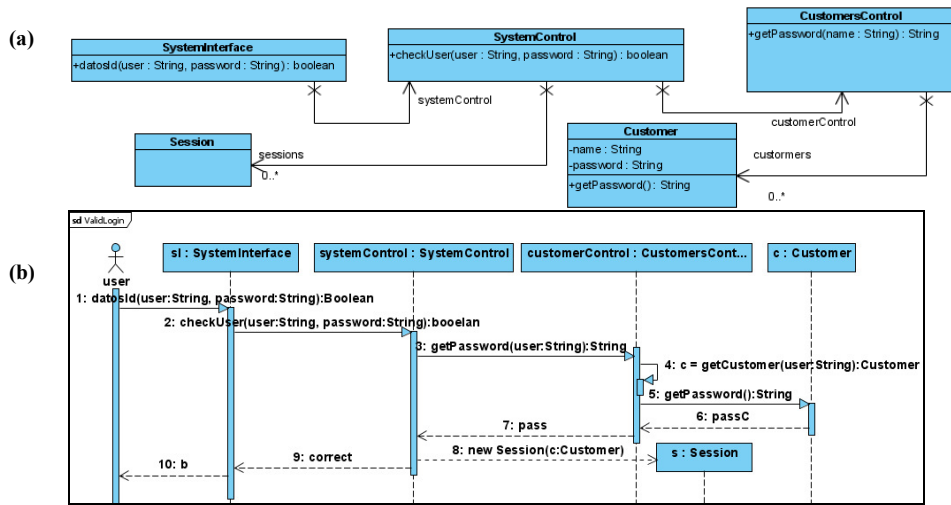 (a)
SystemInterface
+datosId(user : String, password : String) : boolean
SystemControl
+checkUser(user : String, password : String) : boolean
CustomersControl
+getPassword(name : String) : String
systemControl
customerControl
Session
sessions
0..*
Customer
-name : String
-password : String
+getPassword() : String
custormers
0..*
(b)
sd ValidLogin
user
si : SystemInterface
systemControl : SystemControl
customerControl : CustomersCont...
c : Customer
1: datosId(user:String, password:String):Boolean
2: checkUser(user:String, password:String):booelan
3: getPassword(user:String):String
4: c = getCustomer(user:String):Customer
5: getPassword():String
6: passC
7: pass
8: new Session(c:Customer)
s : Session
9: correct
10: b